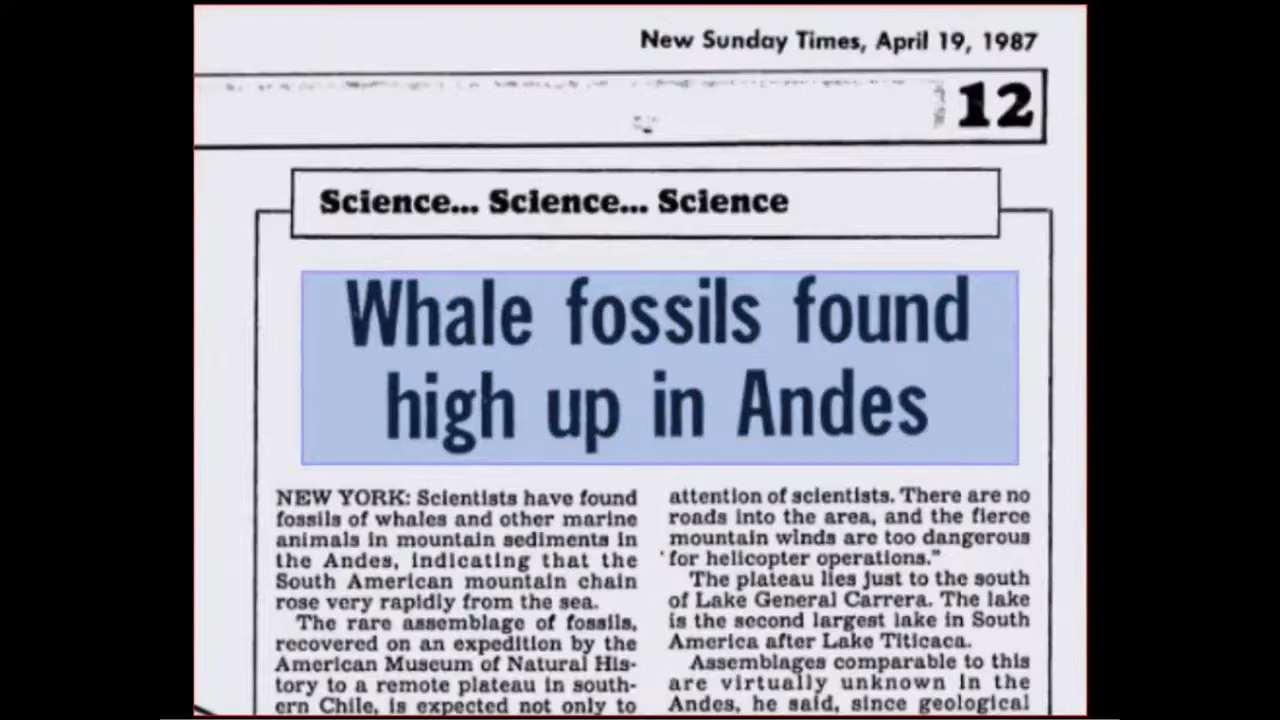 New Sunday Times, April 19, 1987
12
Science... Science... Science
Whale fossils found
high up in Andes
NEW YORK: Scientists have found
fossils of whales and other marine
animals in mountain sediments in
the Andes, indicating that the
South American mountain chain
rose very rapidly from the sea.
The rare assemblage of fossils,
recovered on an expedition by the
American Museum of Natural His-
tory to a remote plateau in south-
ern Chile, is expected not only to
attention of scientists. There are no
roads into the area, and the fierce
mountain winds are too dangerous
for helicopter operations."
The plateau lies just to the south
of Lake General Carrera. The lake
is the second largest lake in South
America after Lake Titicaca.
Assemblages comparable to this
are virtually unknown in the
Andes, he said, since geological